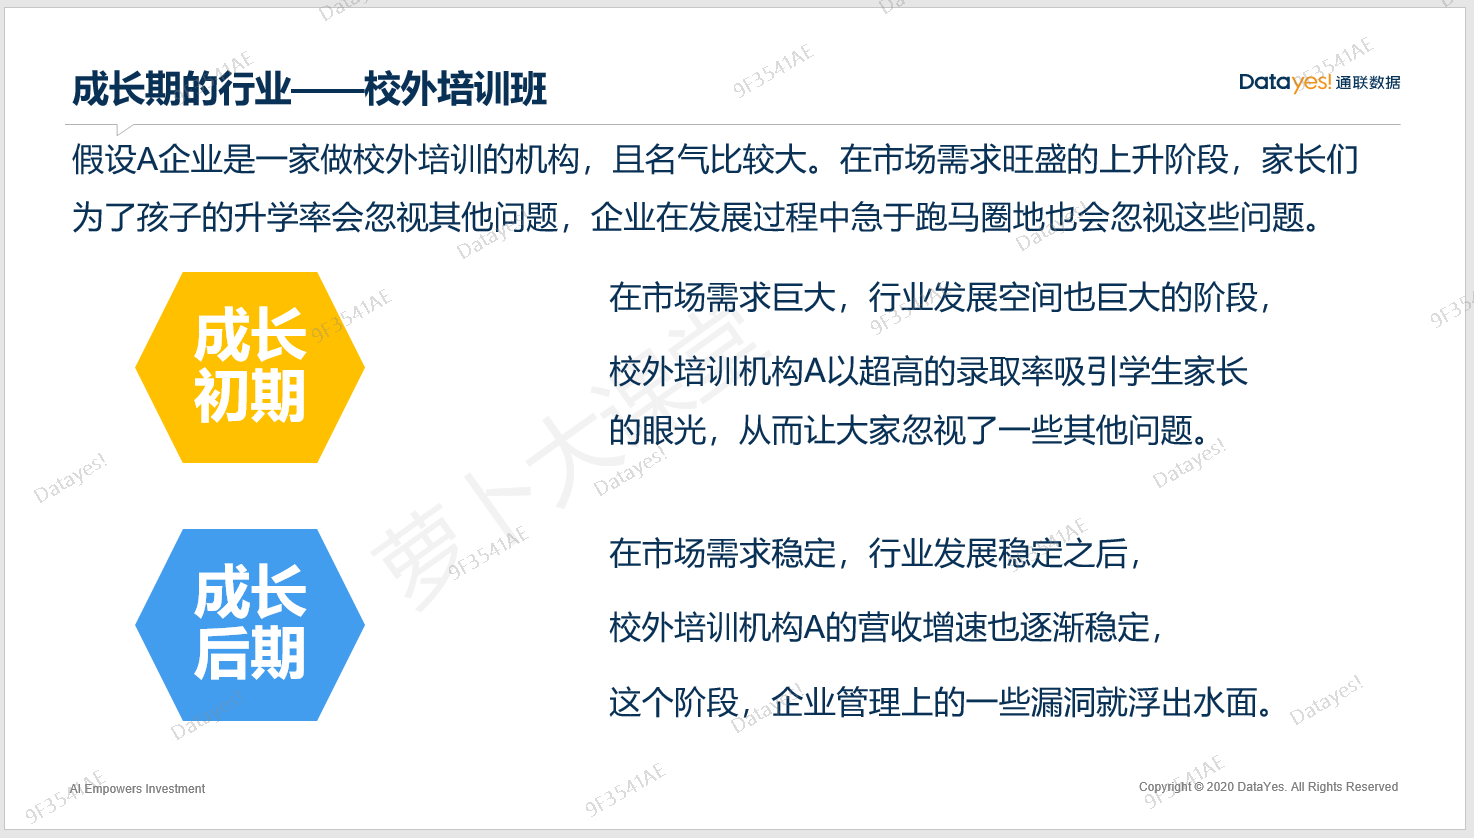 成长期的行业——校外培训班
Datayes!通联数据
假设A企业是一家做校外培训的机构，且名气比较大。在市场需求旺盛的上升阶段，家长们
为了孩子的升学率会忽视其他问题，企业在发展过程中急于跑马圈地也会忽视这些问题。
成长
初期
在市场需求巨大，行业发展空间也巨大的阶段，
校外培训机构A以超高的录取率吸引学生家长
的眼光，从而让大家忽视了一些其他问题。
成长
后期
在市场需求稳定，行业发展稳定之后，
校外培训机构A的营收增速也逐渐稳定，
这个阶段，企业管理上的一些漏洞就浮出水面。
萝卜大课堂
Datayes!
9F3541AE
AI Empowers Investment
Copyright © 2020 DataYes. All Rights Reserved